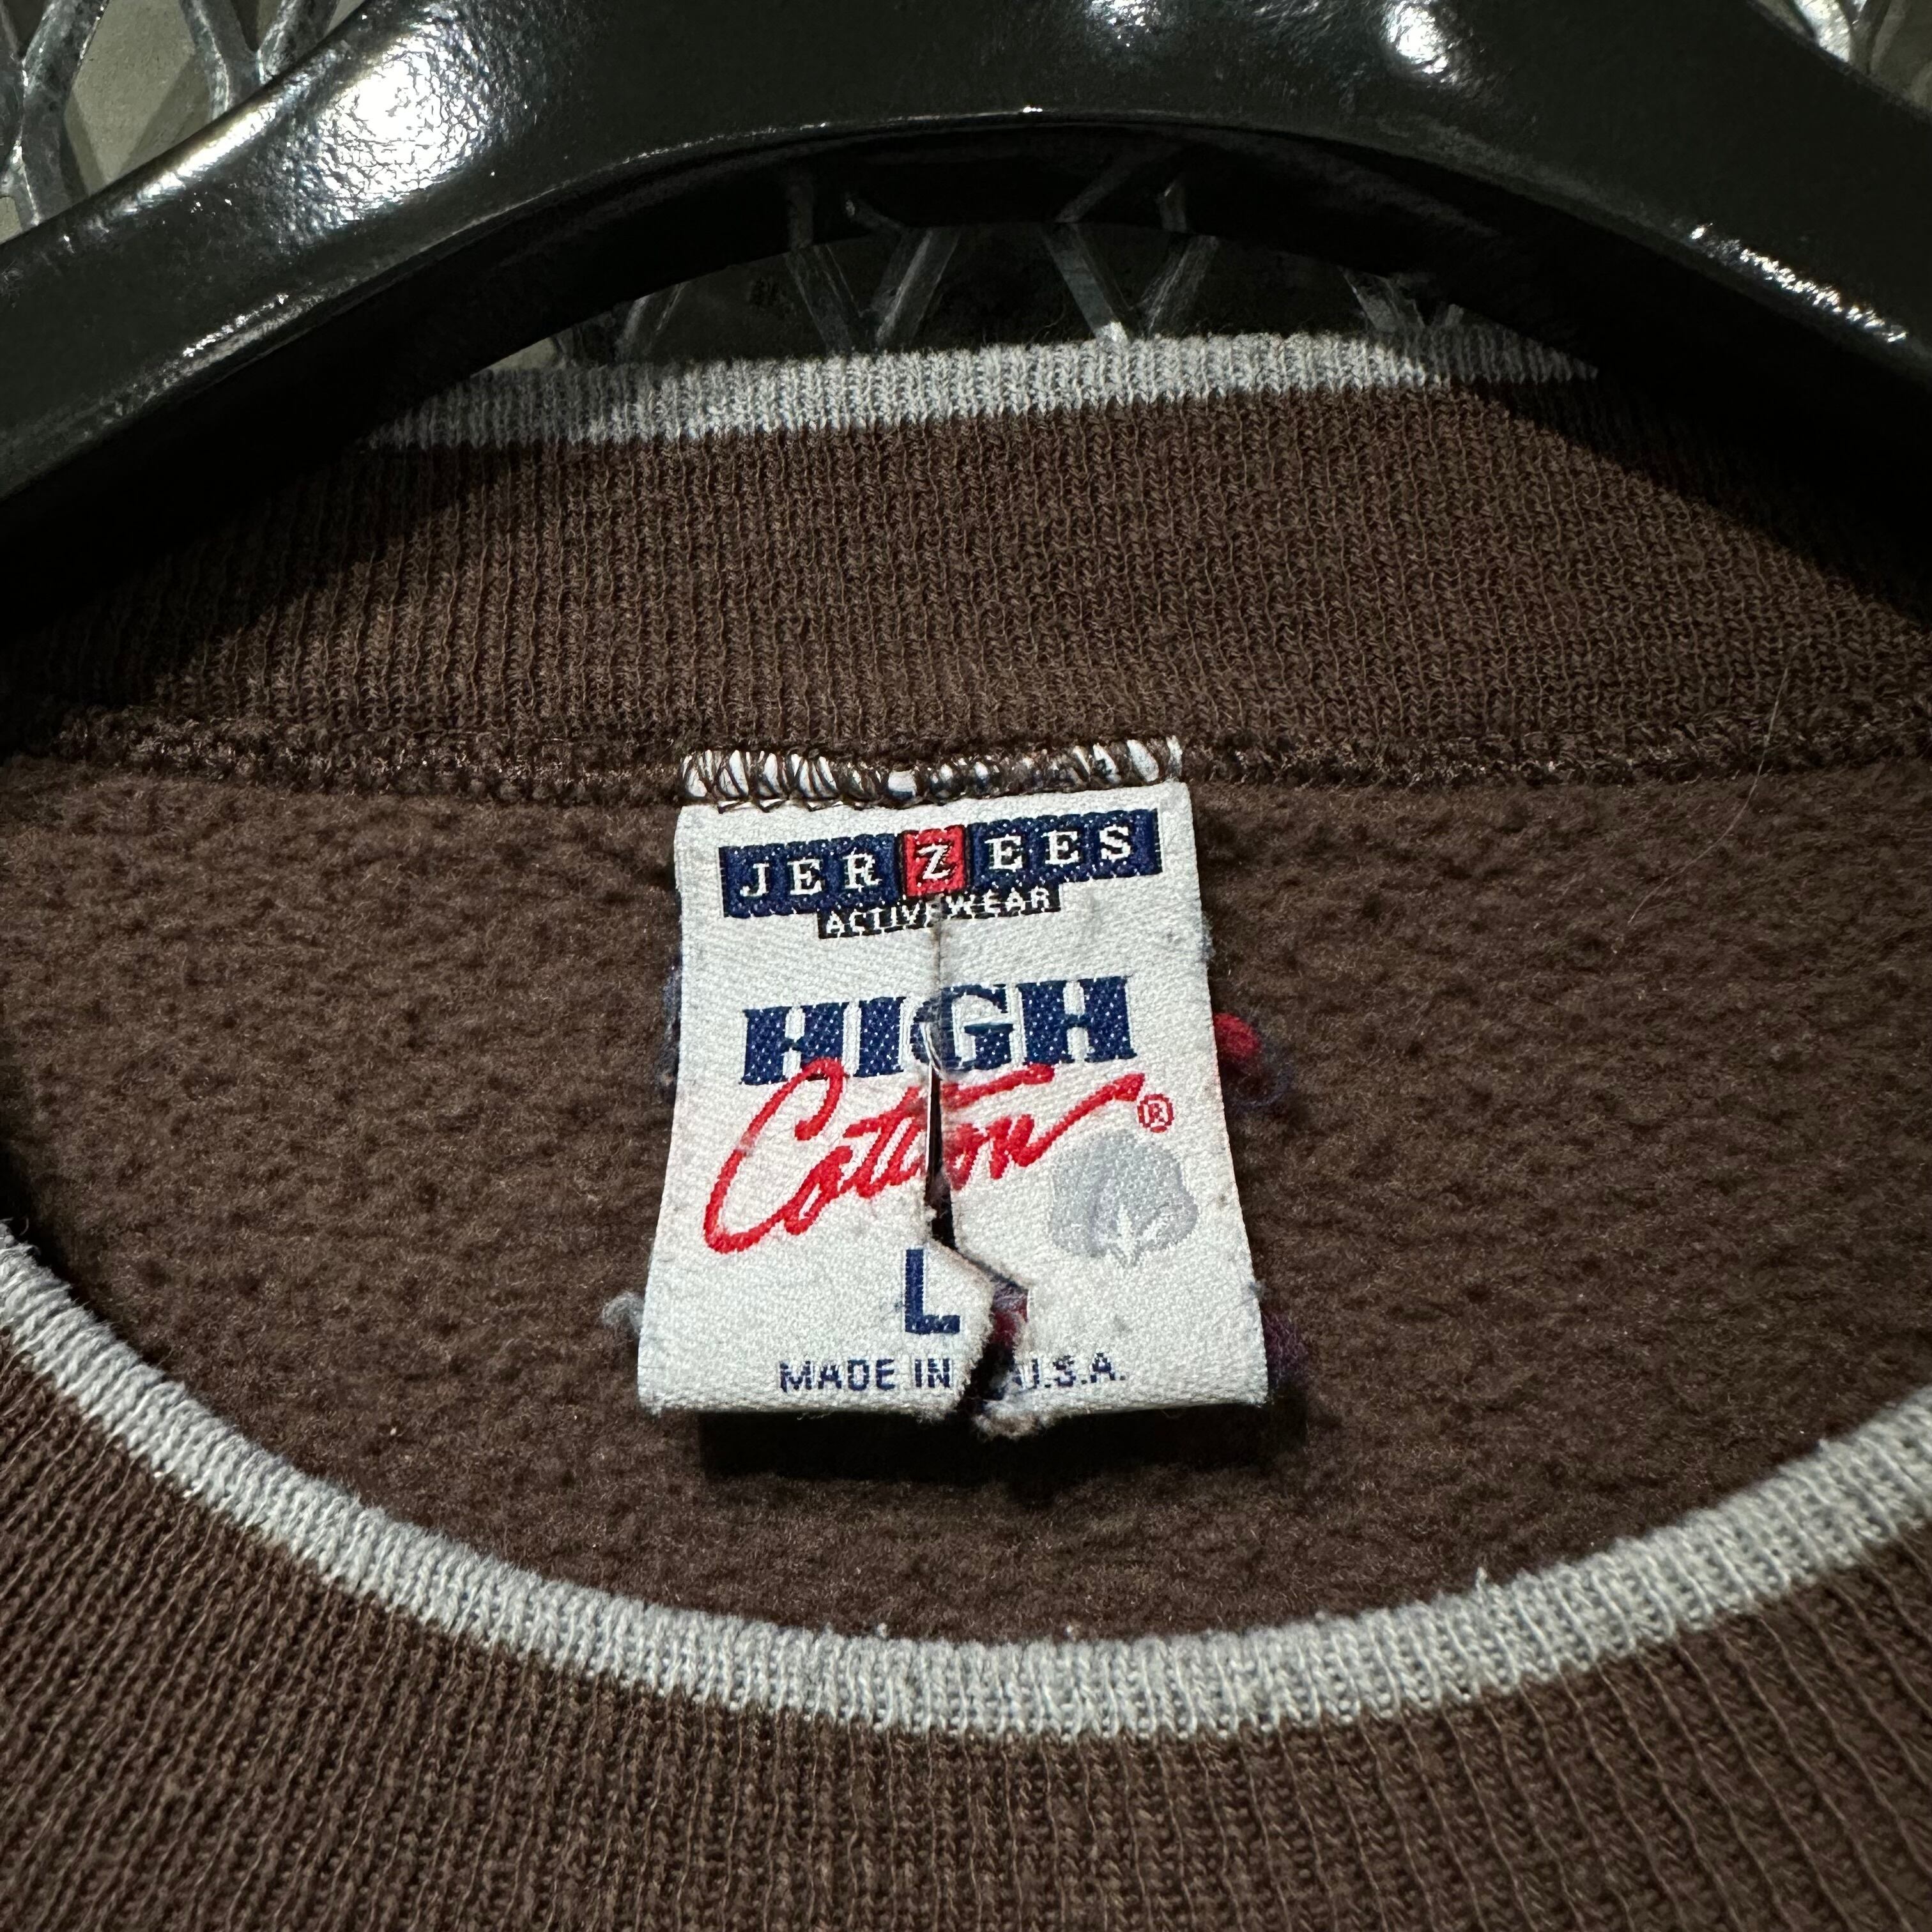 JERZEES
ACTIVEWEAR
HIGH
Cotton®
L
MADE IN U.S.A.